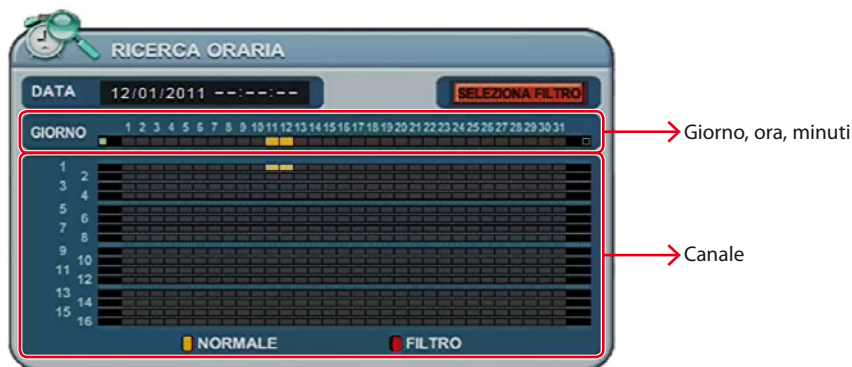 RICERCA ORARIA
DATA 12/01/2011 --:--:-- SELEZIONA FILTRO
GIORNO 1 2 3 4 5 6 7 8 9 10 11 12 13 14 15 16 17 18 19 20 21 22 23 24 25 26 27 28 29 30 31
Giorno, ora, minuti
1
2
3
4
5
6
7
8
9
10
11
12
13
14
15
16
Canale
NORMALE FILTRO